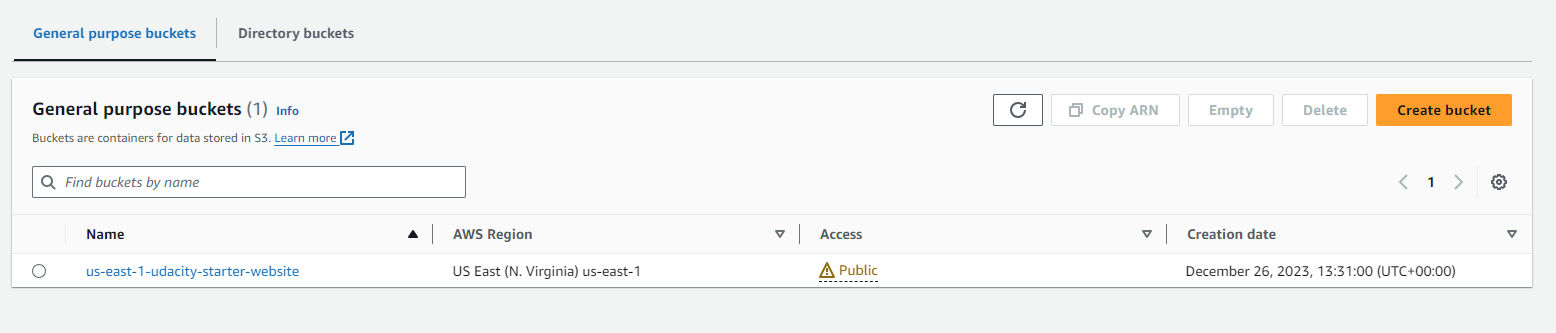 General purpose buckets Directory buckets
General purpose buckets (1) Info
Copy ARN Empty Delete Create bucket
Buckets are containers for data stored in S3. Learn more
Find buckets by name
1
Name AWS Region Access Creation date
us-east-1-udacity-starter-website US East (N. Virginia) us-east-1 Public December 26, 2023, 13:31:00 (UTC+00:00)